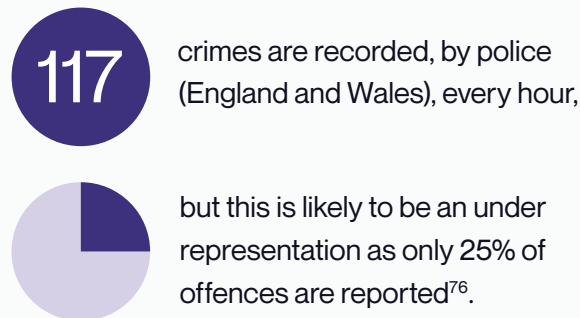 117
crimes are recorded, by police
(England and Wales), every hour,
but this is likely to be an under
representation as only 25% of
offences are reported⁷⁶.